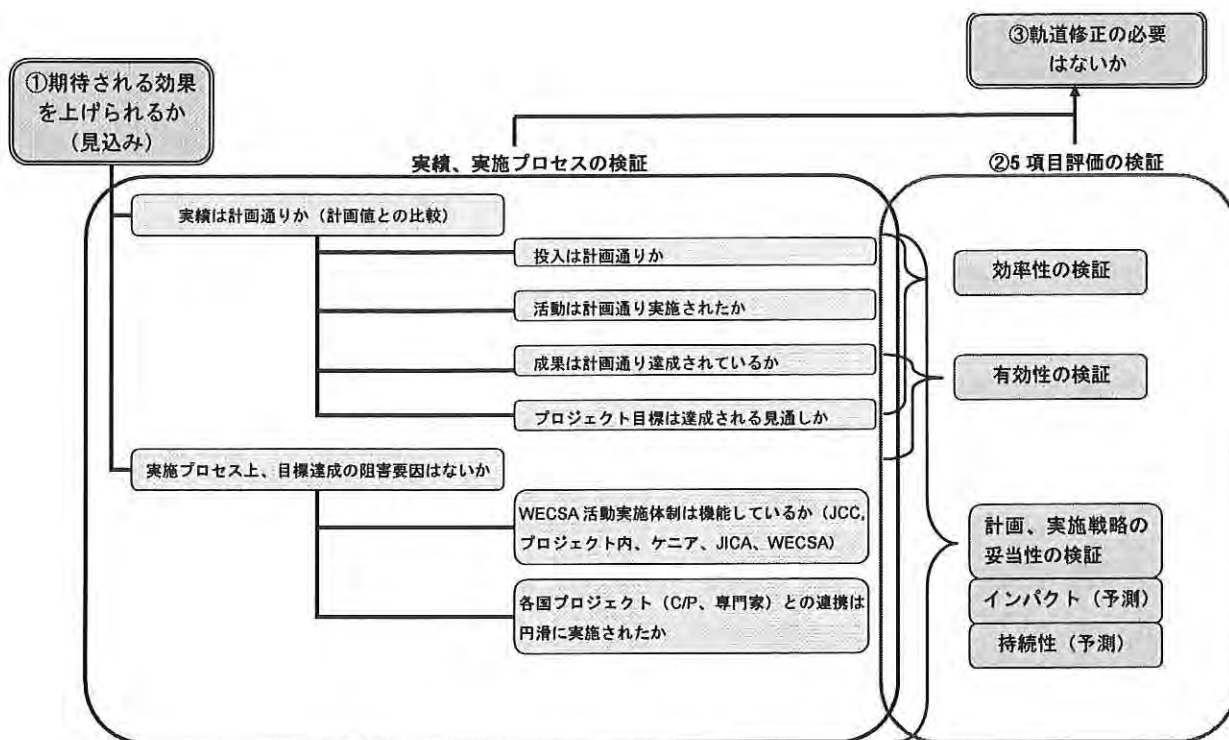 ③軌道修正の必要
はないか
①期待される効果
を上げられるか
（見込み）
実績、実施プロセスの検証
②5 項目評価の検証
実績は計画通りか（計画値との比較）
投入は計画通りか
活動は計画通り実施されたか
成果は計画通り達成されているか
プロジェクト目標は達成される見通しか
実施プロセス上、目標達成の阻害要因はないか
WECSA 活動実施体制は機能しているか（JCC,
プロジェクト内、ケニア、JICA、WECSA）
各国プロジェクト（C/P、専門家）との連携は
円滑に実施されたか
効率性の検証
有効性の検証
計画、実施戦略の
妥当性の検証
インパクト（予測）
持続性（予測）